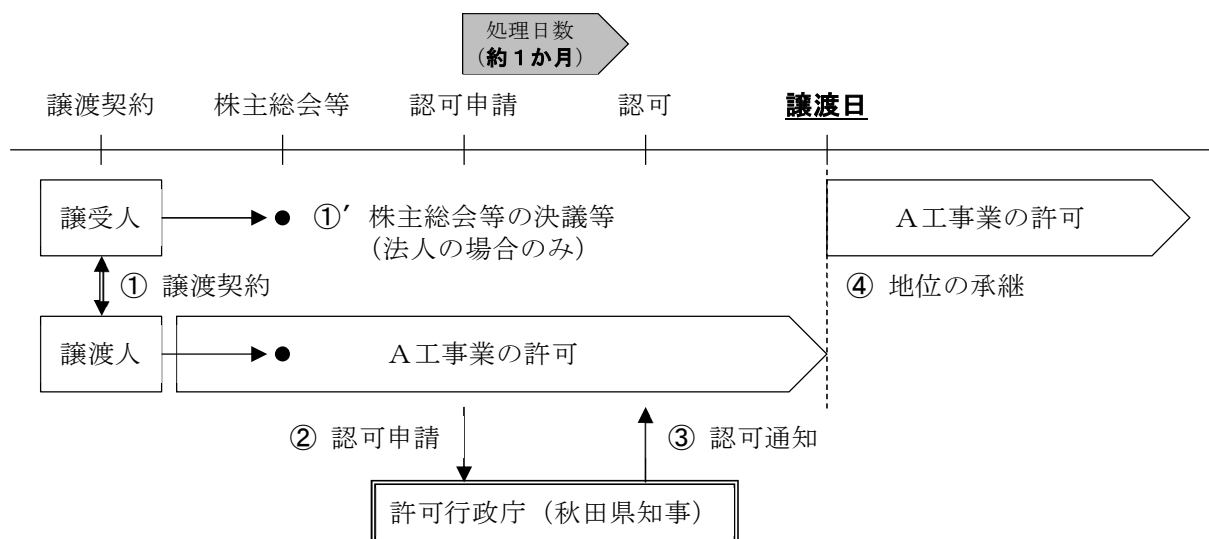 処理日数
（約１か月）
譲渡契約
株主総会等
認可申請
認可
譲渡日
譲受人
①′ 株主総会等の決議等
（法人の場合のみ）
Ａ工事業の許可
① 譲渡契約
④ 地位の承継
譲渡人
Ａ工事業の許可
② 認可申請
③ 認可通知
許可行政庁（秋田県知事）